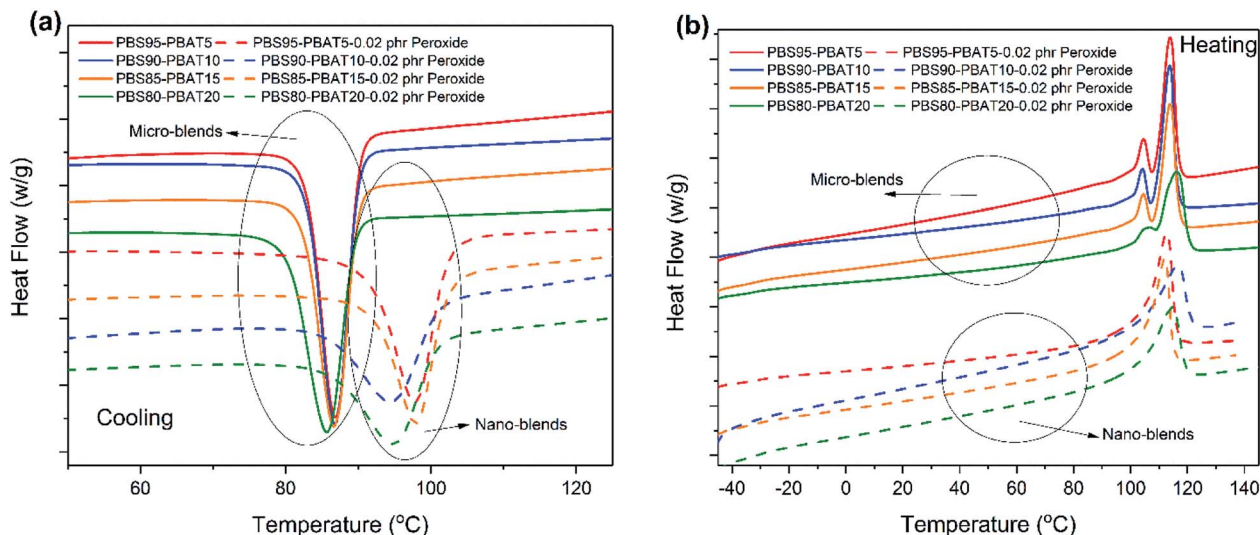 (a)
PBS95-PBAT5 PBS95-PBAT5-0.02 phr Peroxide
PBS90-PBAT10 PBS90-PBAT10-0.02 phr Peroxide
PBS85-PBAT15 PBS85-PBAT15-0.02 phr Peroxide
PBS80-PBAT20 PBS80-PBAT20-0.02 phr Peroxide
Micro-blends
Heat Flow (w/g)
Cooling
Nano-blends
60 80 100 120
Temperature (°C)
(b)
Heating
PBS95-PBAT5 PBS95-PBAT5-0.02 phr Peroxide
PBS90-PBAT10 PBS90-PBAT10-0.02 phr Peroxide
PBS85-PBAT15 PBS85-PBAT15-0.02 phr Peroxide
PBS80-PBAT20 PBS80-PBAT20-0.02 phr Peroxide
Micro-blends
Heat Flow (w/g)
Nano-blends
-40 -20 0 20 40 60 80 100 120 140
Temperature (°C)